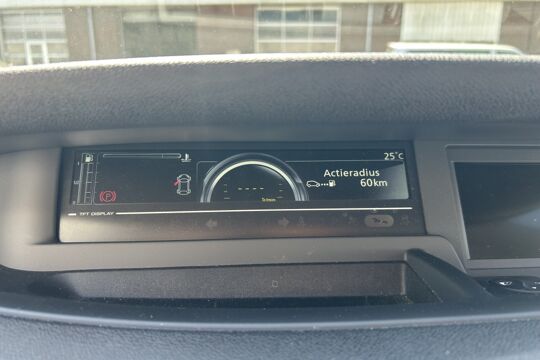 25°C
Actieradius
60km
P
TFT DISPLAY